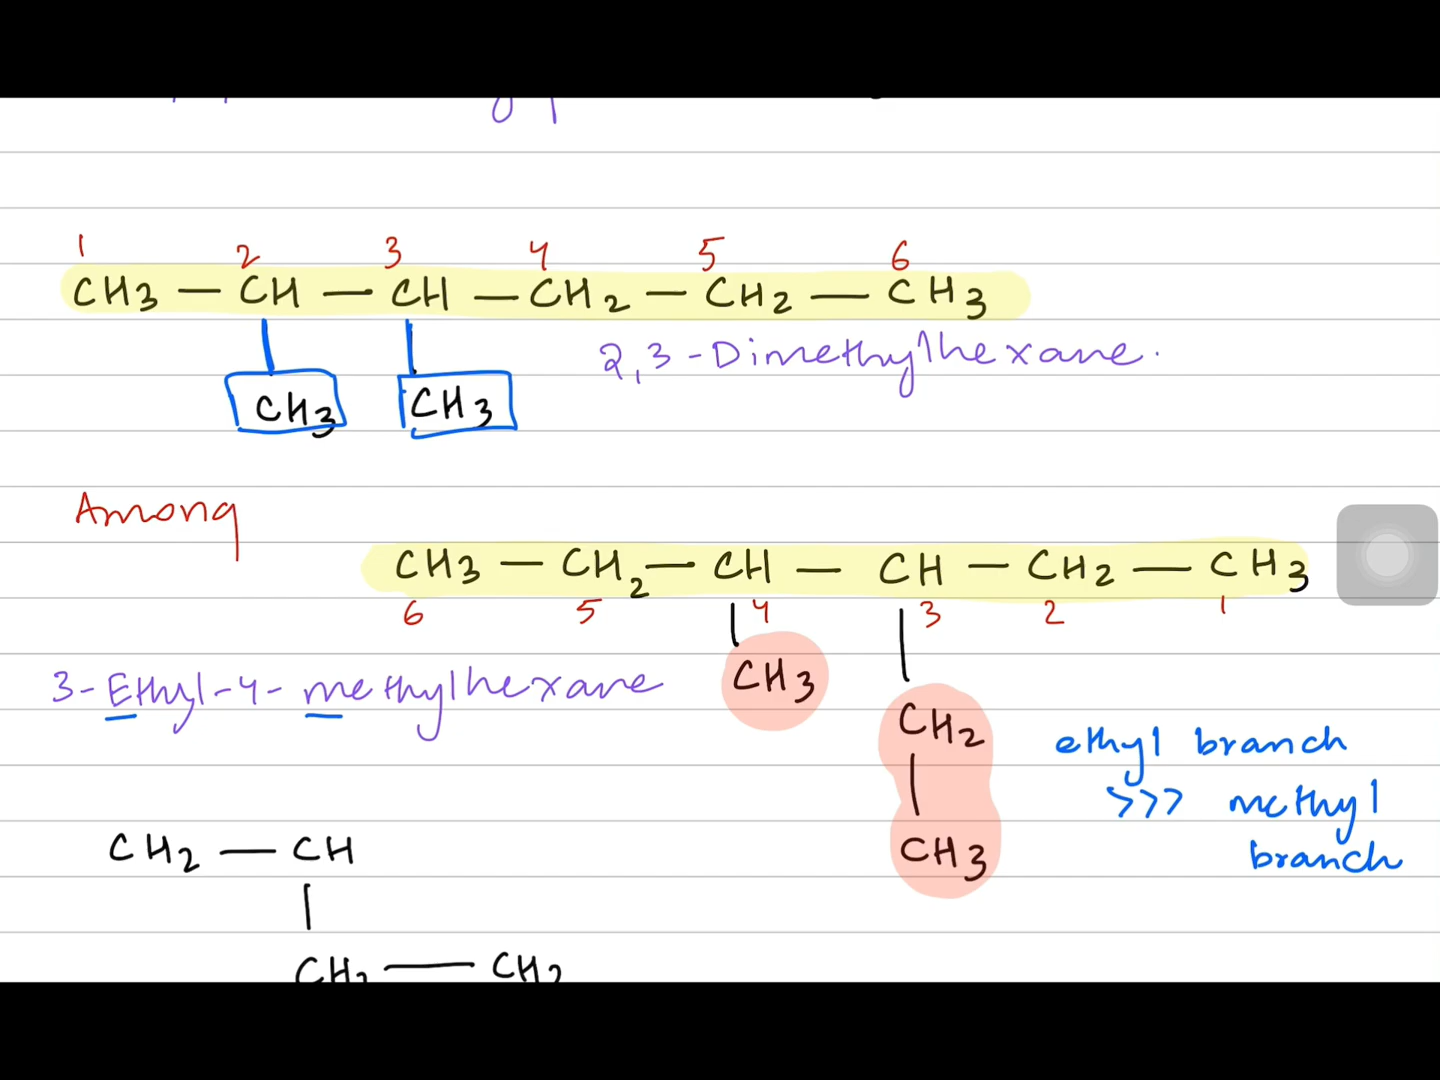 1 2 3 4 5 6
CH3 — CH — CH — CH2 — CH2 — CH3
2,3-Dimethylhexane.
CH3 CH3
Among
CH3 — CH2 — CH — CH — CH2 — CH3
6 5 4 3 2 1
3-Ethyl-4-methylhexane
CH3
CH2
ethyl branch
>>> methyl
CH3
branch
CH2 — CH
CH2 — CH2